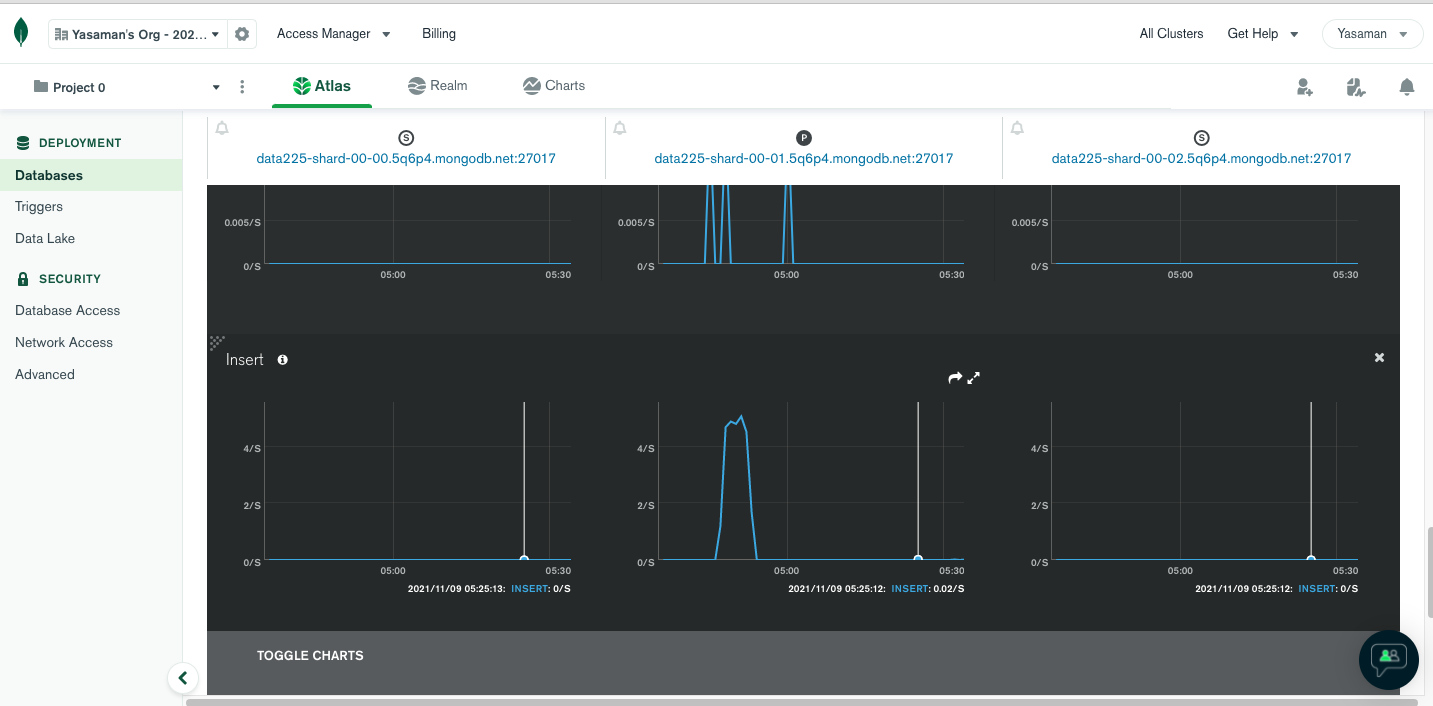 Yasaman's Org - 202... Access Manager Billing All Clusters Get Help Yasaman
Project 0 Atlas Realm Charts
DEPLOYMENT
Databases
Triggers
Data Lake
SECURITY
Database Access
Network Access
Advanced
S P S
data225-shard-00-00.5q6p4.mongodb.net:27017 data225-shard-00-01.5q6p4.mongodb.net:27017 data225-shard-00-02.5q6p4.mongodb.net:27017
0.005/S 0.005/S 0.005/S
0/S 0/S 0/S
05:00 05:30 05:00 05:30 05:00 05:30
Insert
4/S 4/S 4/S
2/S 2/S 2/S
0/S 0/S 0/S
05:00 05:30 05:00 05:30 05:00 05:30
2021/11/09 05:25:13: INSERT: 0/S 2021/11/09 05:25:12: INSERT: 0.02/S 2021/11/09 05:25:12: INSERT: 0/S
TOGGLE CHARTS